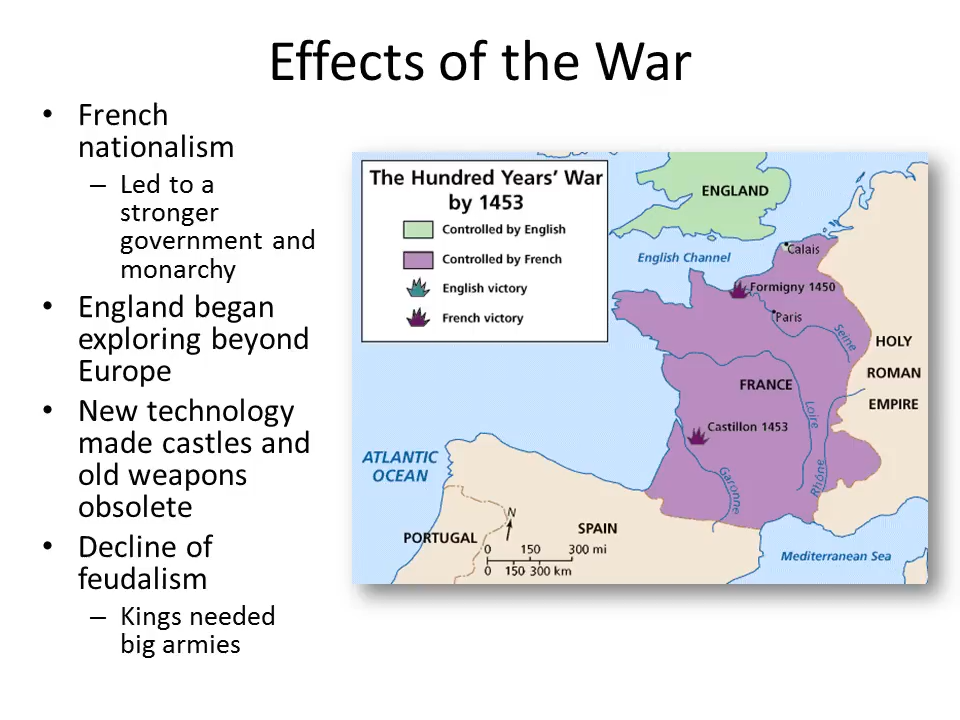 Effects of the War
• French
nationalism
– Led to a
stronger
government and
monarchy
• England began
exploring beyond
Europe
• New technology
made castles and
old weapons
obsolete
• Decline of
feudalism
– Kings needed
big armies
The Hundred Years’ War
by 1453
Controlled by English
Controlled by French
English victory
French victory
ENGLAND
English Channel
Calais
Formigny 1450
Paris
Seine
HOLY
ROMAN
EMPIRE
FRANCE
Loire
Castillon 1453
Rhône
Garonne
ATLANTIC
OCEAN
PORTUGAL
SPAIN
N
0 150 300 mi
0 150 300 km
Mediterranean Sea